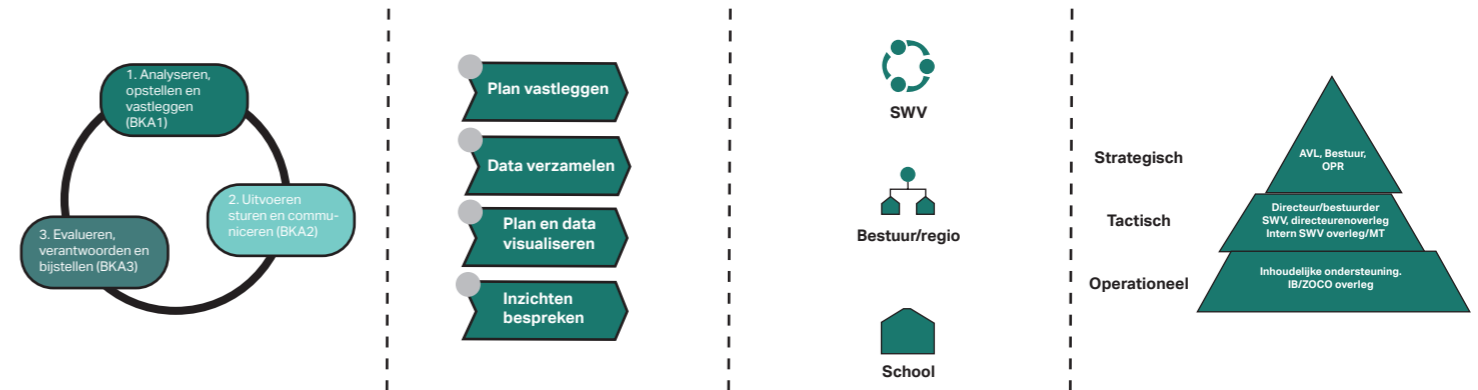 1. Analyseren,
opstellen en
vastleggen
(BKA1)
2. Uitvoeren
sturen en commu-
niceren (BKA2)
3. Evalueren,
verantwoorden en
bijstellen (BKA3)
Plan vastleggen
Data verzamelen
Plan en data
visualiseren
Inzichten
bespreken
SWV
Bestuur/regio
School
Strategisch
AVL, Bestuur,
OPR
Tactisch
Directeur/bestuurder
SWV, directeurenoverleg
Intern SWV overleg/MT
Operationeel
Inhoudelijke ondersteuning.
IB/ZOCO overleg